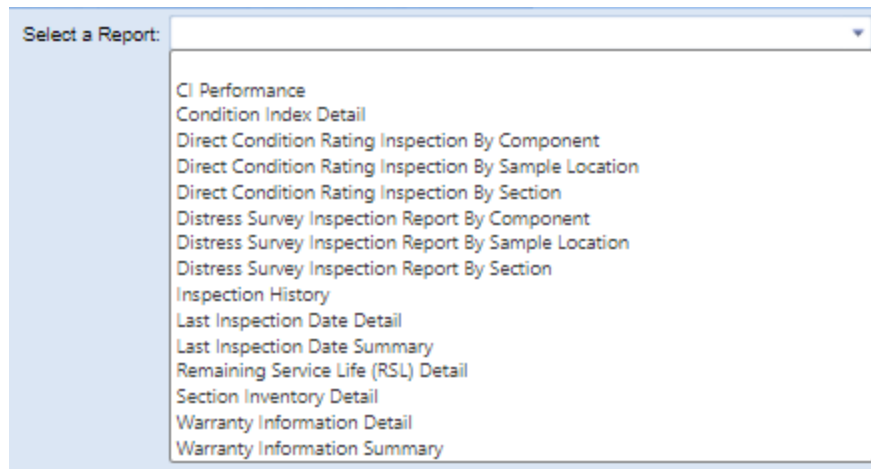 Select a Report:
CI Performance
Condition Index Detail
Direct Condition Rating Inspection By Component
Direct Condition Rating Inspection By Sample Location
Direct Condition Rating Inspection By Section
Distress Survey Inspection Report By Component
Distress Survey Inspection Report By Sample Location
Distress Survey Inspection Report By Section
Inspection History
Last Inspection Date Detail
Last Inspection Date Summary
Remaining Service Life (RSL) Detail
Section Inventory Detail
Warranty Information Detail
Warranty Information Summary